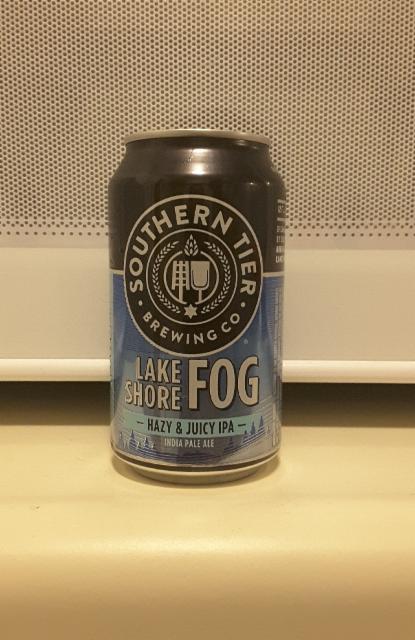 SOUTHERN TIER
BREWING CO
LAKE
SHORE
FOG
HAZY & JUICY IPA
INDIA PALE ALE